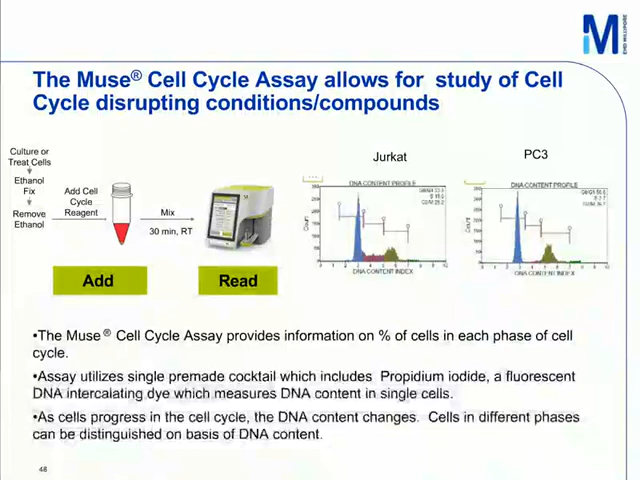 EMD MILLIPORE
The Muse® Cell Cycle Assay allows for study of Cell
Cycle disrupting conditions/compounds
Culture or
Treat Cells
Ethanol
Fix
Remove
Ethanol
Add Cell
Cycle
Reagent
Mix
30 min, RT
Add
Read
Jurkat
DNA CONTENT PROFILE
Count
DNA CONTENT INDEX
PC3
DNA CONTENT PROFILE
DNA CONTENT INDEX
•The Muse® Cell Cycle Assay provides information on % of cells in each phase of cell
cycle.
•Assay utilizes single premade cocktail which includes Propidium iodide, a fluorescent
DNA intercalating dye which measures DNA content in single cells.
•As cells progress in the cell cycle, the DNA content changes. Cells in different phases
can be distinguished on basis of DNA content.
48